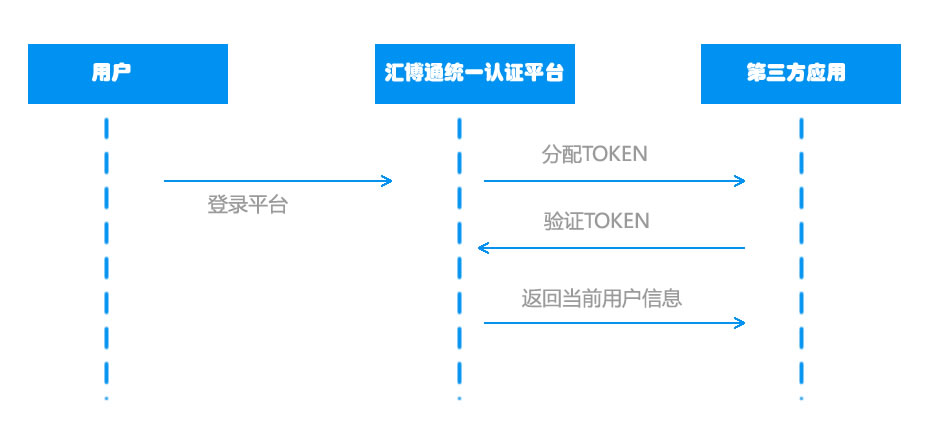 用户
汇博通统一认证平台
第三方应用
分配TOKEN
登录平台
验证TOKEN
返回当前用户信息